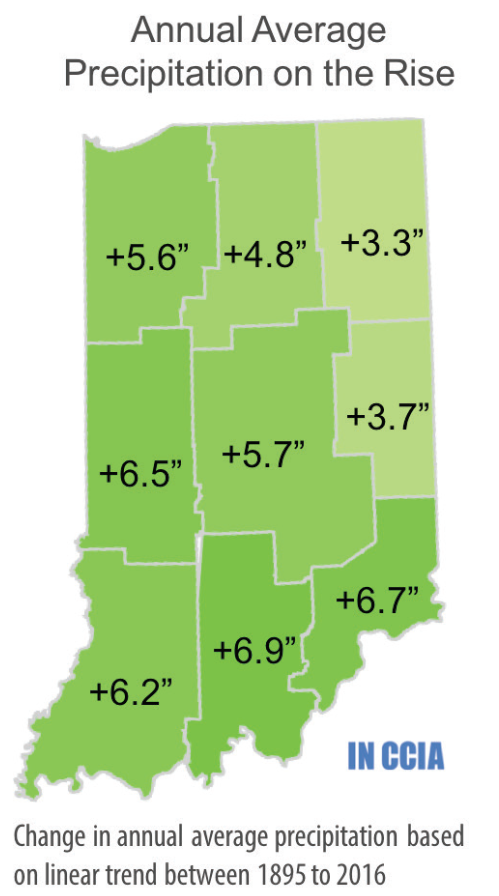 Annual Average
Precipitation on the Rise
+5.6”
+4.8”
+3.3”
+6.5”
+5.7”
+3.7”
+6.2”
+6.9”
+6.7”
IN CCIA
Change in annual average precipitation based
on linear trend between 1895 to 2016